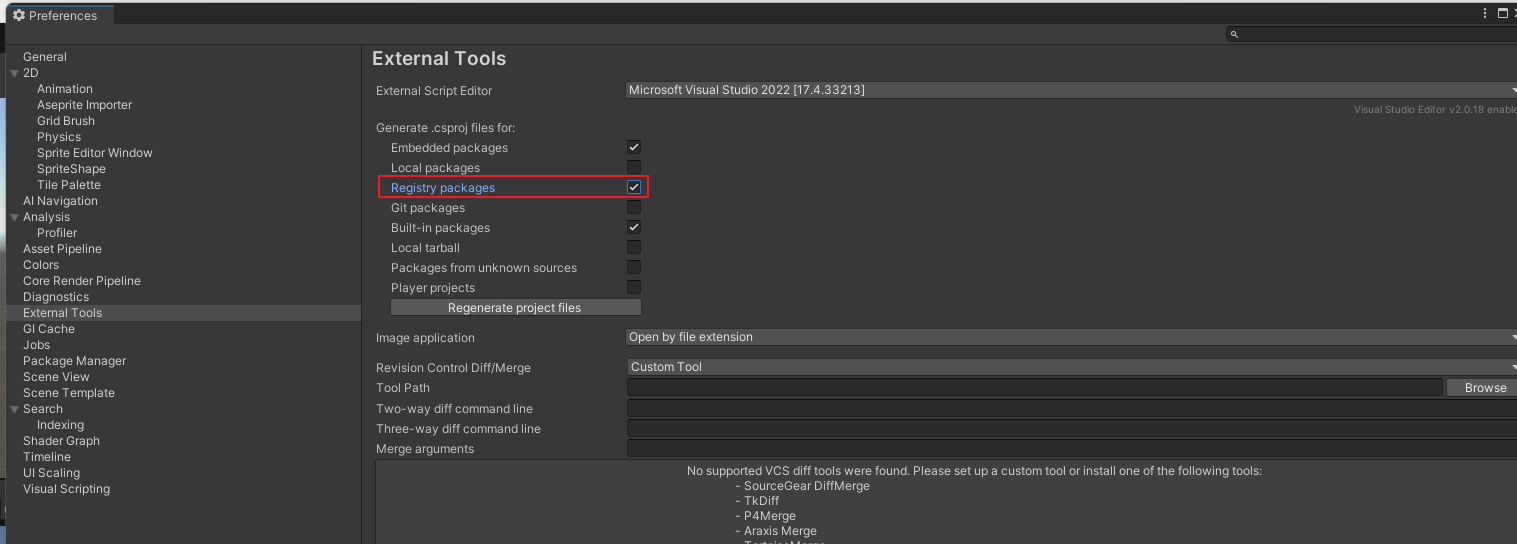 Preferences
General
2D
Animation
Aseprite Importer
Grid Brush
Physics
Sprite Editor Window
SpriteShape
Tile Palette
AI Navigation
Analysis
Profiler
Asset Pipeline
Colors
Core Render Pipeline
Diagnostics
External Tools
GI Cache
Jobs
Package Manager
Scene View
Scene Template
Search
Indexing
Shader Graph
Timeline
UI Scaling
Visual Scripting
External Tools
External Script Editor Microsoft Visual Studio 2022 [17.4.33213]
Visual Studio Editor v2.0.18 enable
Generate .csproj files for:
Embedded packages
Local packages
Registry packages
Git packages
Built-in packages
Local tarball
Packages from unknown sources
Player projects
Regenerate project files
Image application Open by file extension
Revision Control Diff/Merge Custom Tool
Tool Path Browse
Two-way diff command line
Three-way diff command line
Merge arguments
No supported VCS diff tools were found. Please set up a custom tool or install one of the following tools:
- SourceGear DiffMerge
- TkDiff
- P4Merge
- Araxis Merge